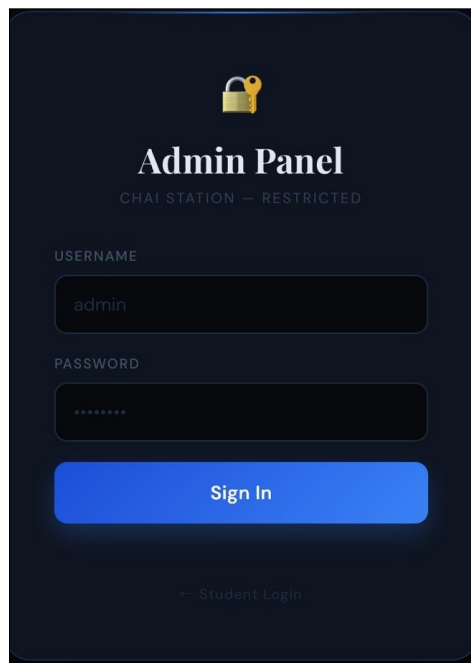 Admin Panel
CHAI STATION — RESTRICTED
USERNAME
admin
PASSWORD
••••••••
Sign In
← Student Login